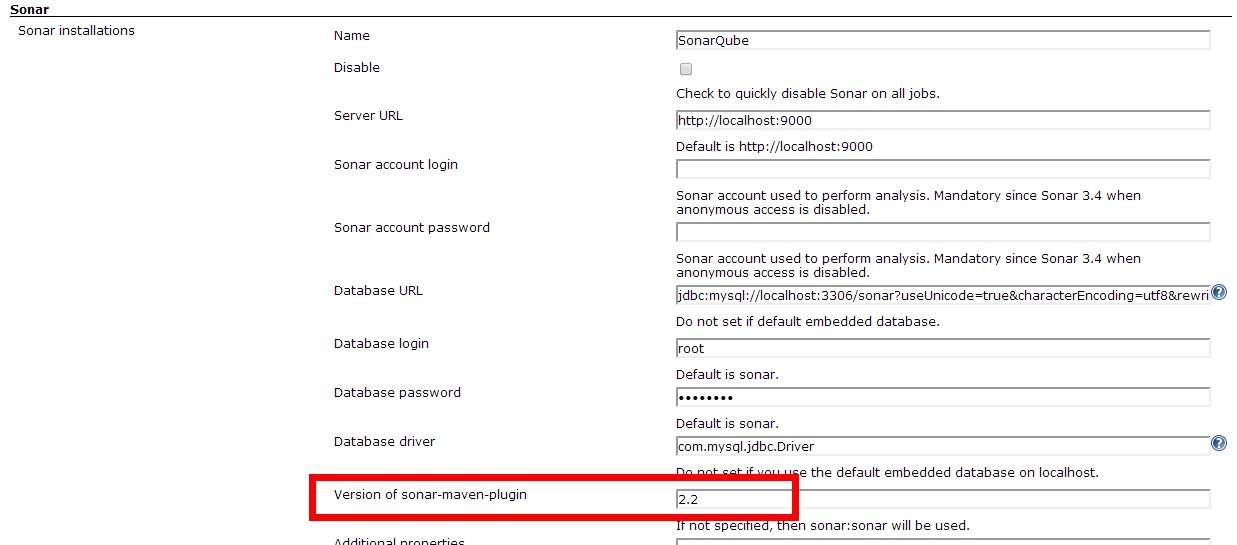 Sonar
Sonar installations
Name
SonarQube
Disable
Check to quickly disable Sonar on all jobs.
Server URL
http://localhost:9000
Default is http://localhost:9000
Sonar account login
Sonar account used to perform analysis. Mandatory since Sonar 3.4 when
anonymous access is disabled.
Sonar account password
Sonar account used to perform analysis. Mandatory since Sonar 3.4 when
anonymous access is disabled.
Database URL
jdbc:mysql://localhost:3306/sonar?useUnicode=true&characterEncoding=utf8&rewri
?
Do not set if default embedded database.
Database login
root
Default is sonar.
Database password
••••••••
Default is sonar.
Database driver
com.mysql.jdbc.Driver
?
Do not set if you use the default embedded database on localhost.
Version of sonar-maven-plugin
2.2
If not specified, then sonar:sonar will be used.
Additional properties